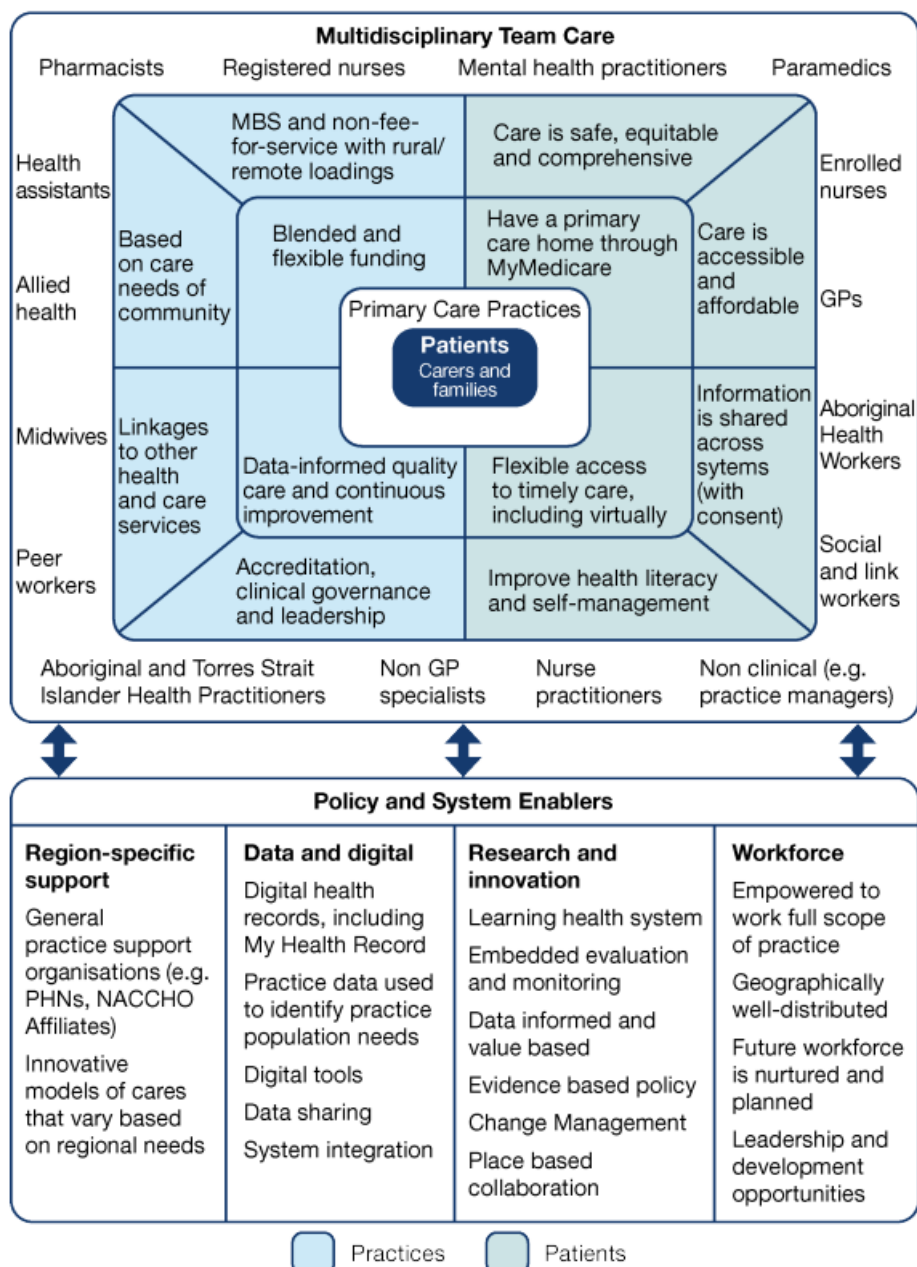 Multidisciplinary Team Care
Pharmacists
Registered nurses
Mental health practitioners
Paramedics
Health
assistants
Allied
health
Midwives
Peer
workers
MBS and non-fee-
for-service with rural/
remote loadings
Care is safe, equitable
and comprehensive
Based
on care
needs of
community
Blended and
flexible funding
Have a primary
care home through
MyMedicare
Care is
accessible
and
affordable
Primary Care Practices
Patients
Carers and
families
Linkages
to other
health
and care
services
Data-informed quality
care and continuous
improvement
Flexible access
to timely care,
including virtually
Information
is shared
across
sytems
(with
consent)
Accreditation,
clinical governance
and leadership
Improve health literacy
and self-management
Enrolled
nurses
GPs
Aboriginal
Health
Workers
Social
and link
workers
Aboriginal and Torres Strait
Islander Health Practitioners
Non GP
specialists
Nurse
practitioners
Non clinical (e.g.
practice managers)
Policy and System Enablers
Region-specific
support
General
practice support
organisations (e.g.
PHNs, NACCHO
Affiliates)
Innovative
models of cares
that vary based
on regional needs
Data and digital
Digital health
records, including
My Health Record
Practice data used
to identify practice
population needs
Digital tools
Data sharing
System integration
Research and
innovation
Learning health system
Embedded evaluation
and monitoring
Data informed and
value based
Evidence based policy
Change Management
Place based
collaboration
Workforce
Empowered to
work full scope
of practice
Geographically
well-distributed
Future workforce
is nurtured and
planned
Leadership and
development
opportunities
Practices
Patients